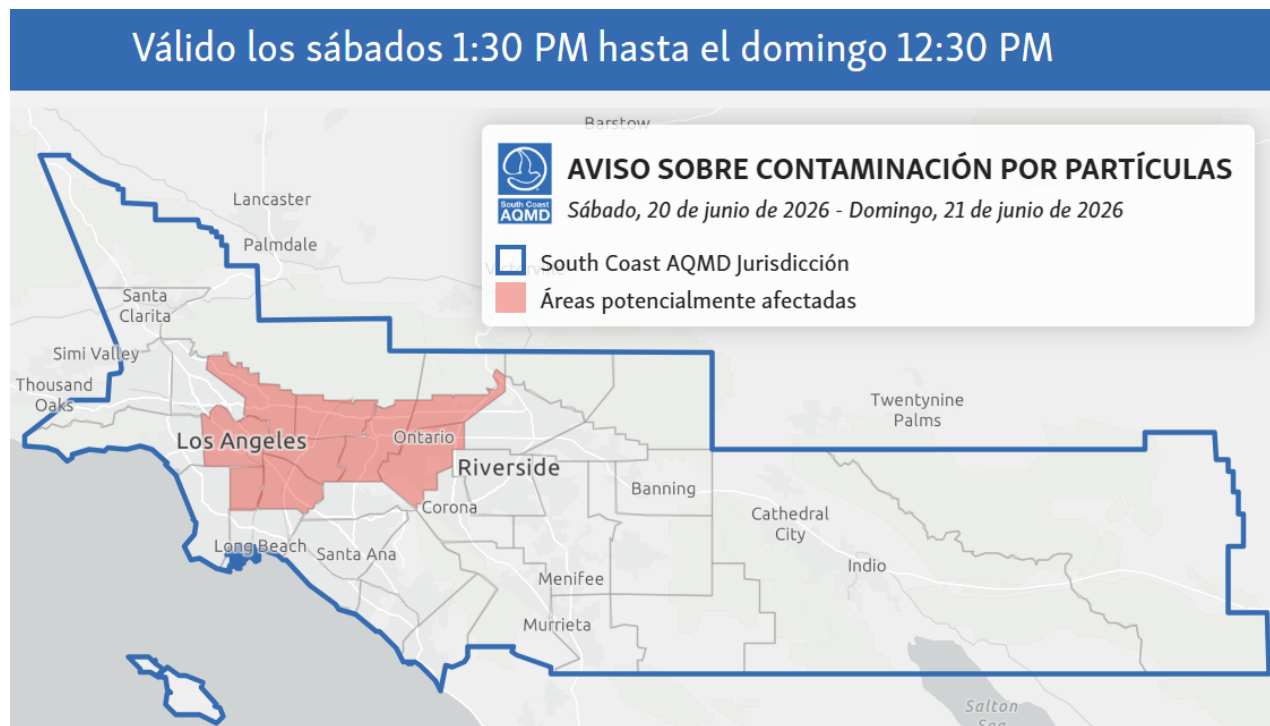 Válido los sábados 1:30 PM hasta el domingo 12:30 PM
Barstow
South Coast
AQMD
AVISO SOBRE CONTAMINACIÓN POR PARTÍCULAS
Sábado, 20 de junio de 2026 - Domingo, 21 de junio de 2026
South Coast AQMD Jurisdicción
Áreas potencialmente afectadas
Lancaster
Palmdale
Victorville
Santa
Clarita
Simi Valley
Thousand
Oaks
Twentynine
Palms
Los Angeles
Ontario
Riverside
Banning
Corona
Cathedral
City
Long Beach
Santa Ana
Indio
Menifee
Murrieta
Salton
Sea